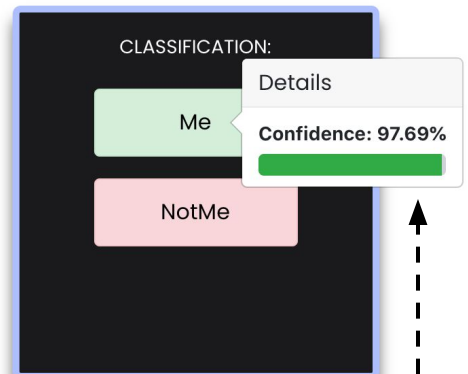 CLASSIFICATION:
Me
Details
Confidence: 97.69%
NotMe